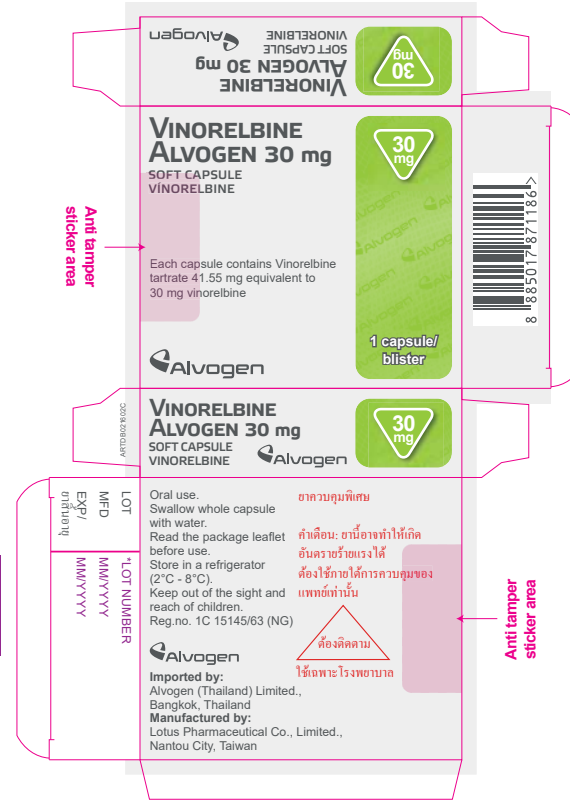 VINORELBINE
ALVOGEN 30 mg
SOFT CAPSULE
VINORELBINE
Alvogen
30
mg
VINORELBINE
ALVOGEN 30 mg
SOFT CAPSULE
VINORELBINE
Each capsule contains Vinorelbine
tartrate 41.55 mg equivalent to
30 mg vinorelbine
Alvogen
30
mg
Alvogen
Alvogen
Alvogen
Alvogen
1 capsule/
blister
8 885017 871186 >
Anti tamper
sticker area
VINORELBINE
ALVOGEN 30 mg
SOFT CAPSULE
VINORELBINE
Alvogen
30
mg
LOT
MFD
EXP/
ยาสิ้นอายุ
*LOT NUMBER
MM/YYYY
MM/YYYY
Oral use.
Swallow whole capsule
with water.
Read the package leaflet
before use.
Store in a refrigerator
(2°C - 8°C).
Keep out of the sight and
reach of children.
Reg.no. 1C 15145/63 (NG)
Alvogen
Imported by:
Alvogen (Thailand) Limited.,
Bangkok, Thailand
Manufactured by:
Lotus Pharmaceutical Co., Limited.,
Nantou City, Taiwan
ยาควบคุมพิเศษ
คำเตือน: ยานี้อาจทำให้เกิด
อันตรายร้ายแรงได้
ต้องใช้ภายใต้การควบคุมของ
แพทย์เท่านั้น
ต้องติดตาม
ใช้เฉพาะโรงพยาบาล
Anti tamper
sticker area